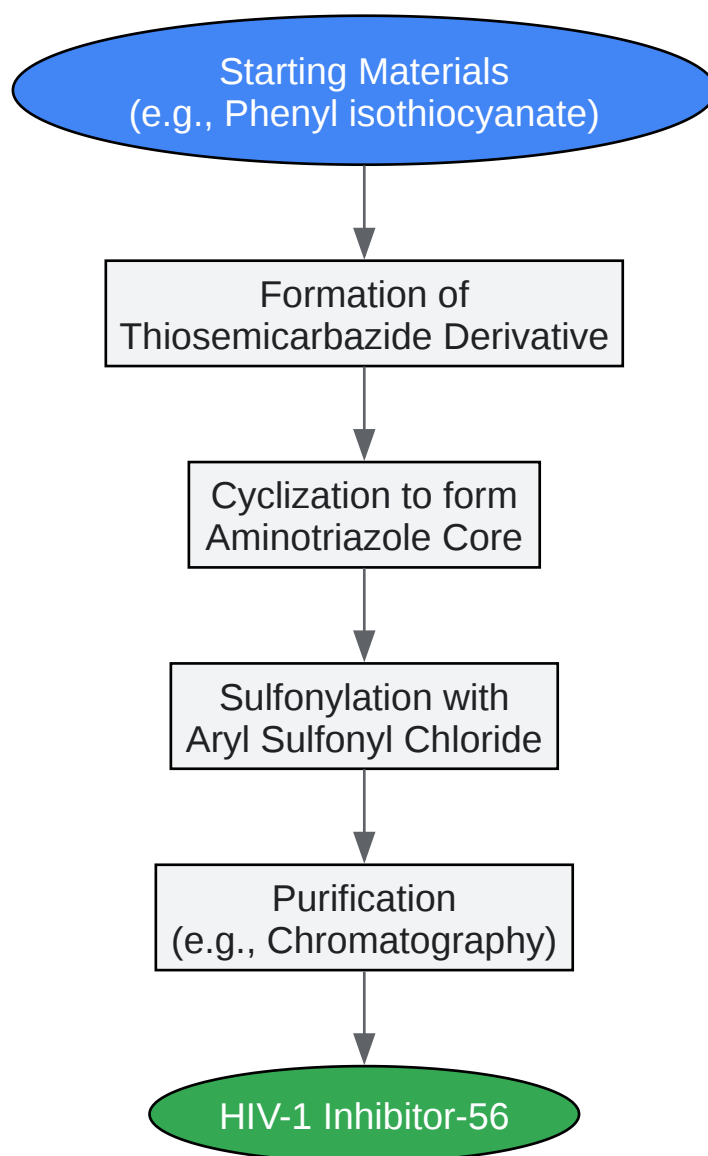 Starting Materials
(e.g., Phenyl isothiocyanate)
Formation of
Thiosemicarbazide Derivative
Cyclization to form
Aminotriazole Core
Sulfonylation with
Aryl Sulfonyl Chloride
Purification
(e.g., Chromatography)
HIV-1 Inhibitor-56